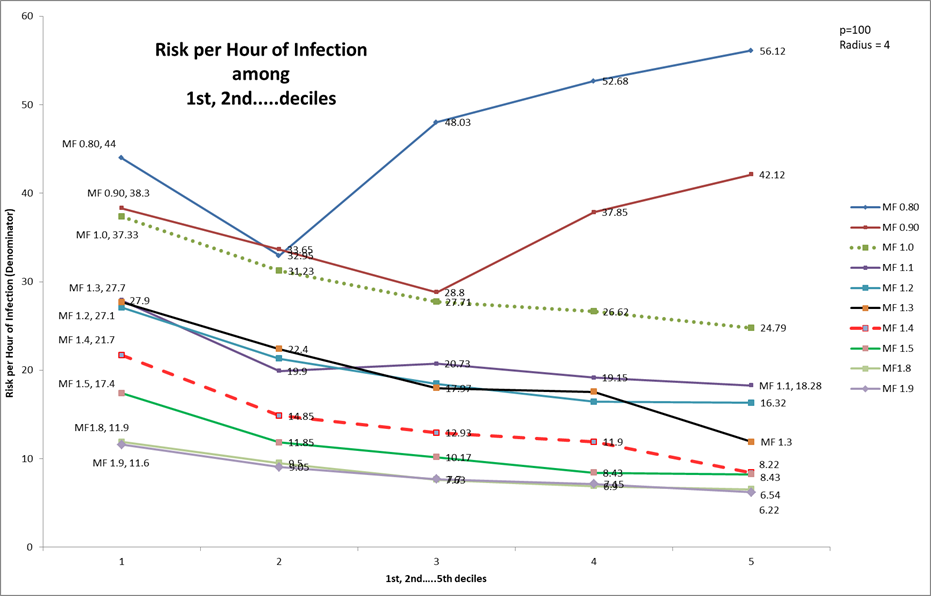 60
50
40
30
20
10
0
Risk per Hour of Infection (Denominator)
Risk per Hour of Infection
among
1st, 2nd.....deciles
p=100
Radius = 4
MF 0.80, 44
MF 0.90, 38.3
MF 1.0, 37.33
MF 1.3, 27.7
27.9
MF 1.2, 27.1
MF 1.4, 21.7
MF 1.5, 17.4
MF1.8, 11.9
MF 1.9, 11.6
33.65
32.95
31.23
22.4
19.9
14.85
11.85
9.5
9.05
48.03
28.8
27.71
20.73
17.97
12.93
10.17
7.7
52.68
37.85
26.62
19.15
11.9
8.43
7.15
6.9
56.12
42.12
24.79
MF 1.1, 18.28
16.32
MF 1.3
8.22
8.43
6.54
6.22
MF 0.80
MF 0.90
MF 1.0
MF 1.1
MF 1.2
MF 1.3
MF 1.4
MF 1.5
MF1.8
MF 1.9
1
2
3
4
5
1st, 2nd.....5th deciles